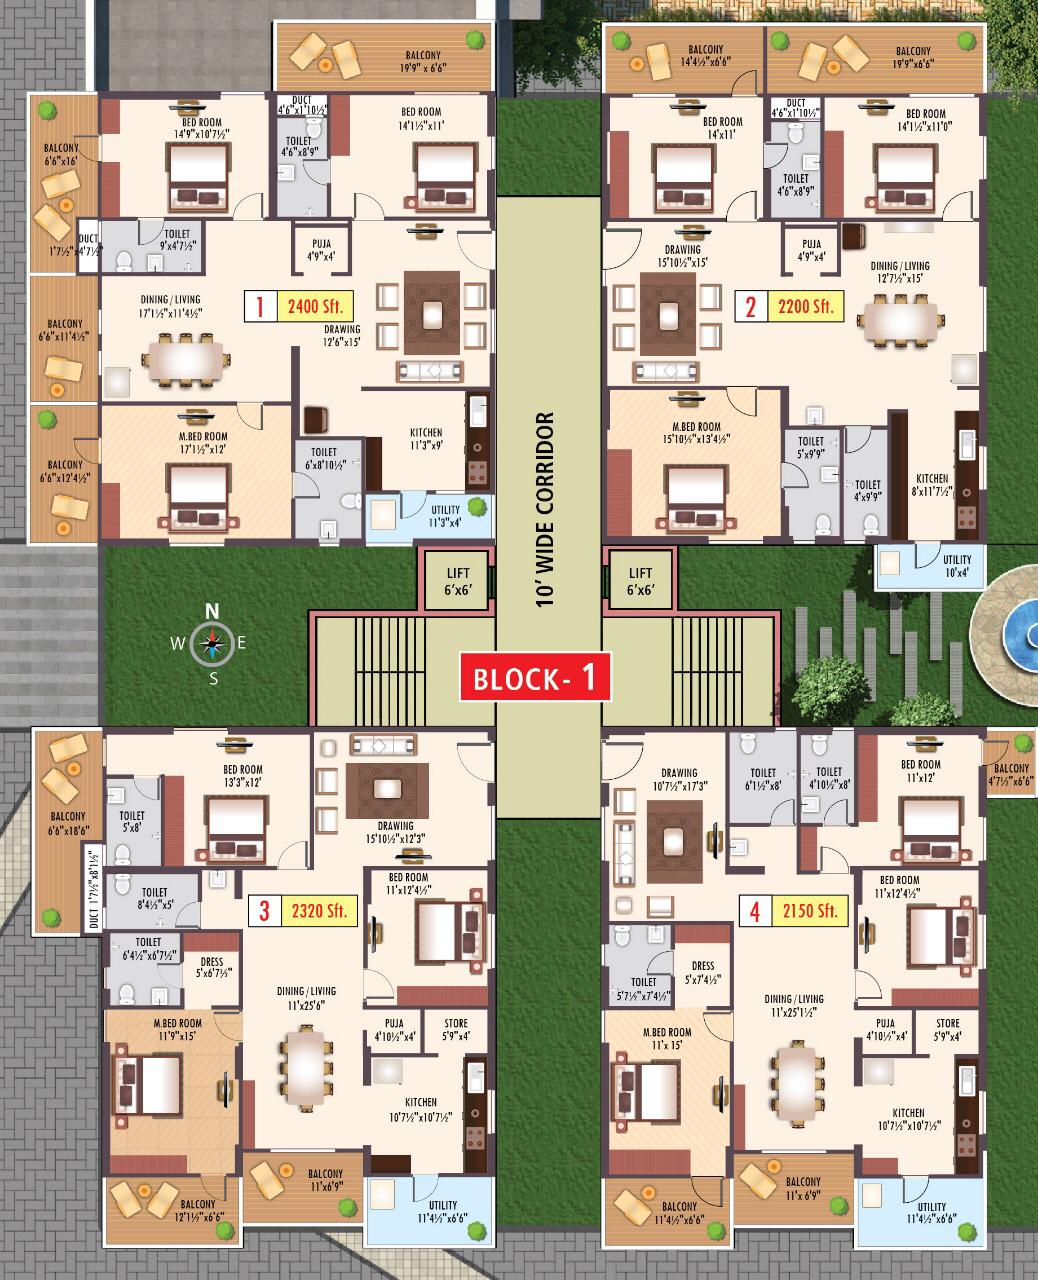 BALCONY
19'9" x 6'6"
BALCONY
14'4½"x6'6"
BALCONY
19'9"x6'6"
BALCONY
6'6"x16'
BED ROOM
14'9"x10'7½"
DUCT
4'6"x1'10½"
TOILET
4'6"x8'9"
BED ROOM
14'1½"x11'
DUCT
1'7½"x4'7½"
TOILET
9'x4'7½"
PUJA
4'9"x4'
DINING / LIVING
17'1½"x11'4½"
1
2400 Sft.
DRAWING
12'6"x15'
BALCONY
6'6"x11'4½"
M.BED ROOM
17'1½"x12'
BALCONY
6'6"x12'4½"
TOILET
6'x8'10½"
KITCHEN
11'3"x9'
UTILITY
11'3"x4'
BED ROOM
14'x11'
DUCT
4'6"x1'10½"
TOILET
4'6"x8'9"
BED ROOM
14'1½"x11'0"
DRAWING
15'10½"x15'
PUJA
4'9"x4'
DINING / LIVING
12'7½"x15'
2
2200 Sft.
M.BED ROOM
15'10½"x13'4½"
TOILET
5'x9'9"
TOILET
4'x9'9"
KITCHEN
8'x11'7½"
UTILITY
10'x4'
10' WIDE CORRIDOR
LIFT
6'x6'
LIFT
6'x6'
N
W E
S
BLOCK- 1
BALCONY
6'6"x18'6"
BED ROOM
13'3"x12'
TOILET
5'x8'
DRAWING
15'10½"x12'3"
DUCT 1'7½"x8'1½"
TOILET
8'4½"x5'
BED ROOM
11'x12'4½"
3
2320 Sft.
TOILET
6'4½"x6'7½"
DRESS
5'x6'7½"
DINING / LIVING
11'x25'6"
M.BED ROOM
11'9"x15'
PUJA
4'10½"x4'
STORE
5'9"x4'
KITCHEN
10'7½"x10'7½"
BALCONY
12'1½"x6'6"
BALCONY
11'x6'9"
UTILITY
11'4½"x6'6"
DRAWING
10'7½"x17'3"
TOILET
6'1½"x8'
TOILET
4'10½"x8'
BED ROOM
11'x12'
BALCONY
4'7½"x6'6"
BED ROOM
11'x12'4½"
4
2150 Sft.
TOILET
5'7½"x7'4½"
DRESS
5'x7'4½"
DINING / LIVING
11'x25'1½"
M.BED ROOM
11'x 15'
PUJA
4'10½"x4'
STORE
5'9"x4'
KITCHEN
10'7½"x10'7½"
BALCONY
11'4½"x6'6"
BALCONY
11'x 6'9"
UTILITY
11'4½"x6'6"